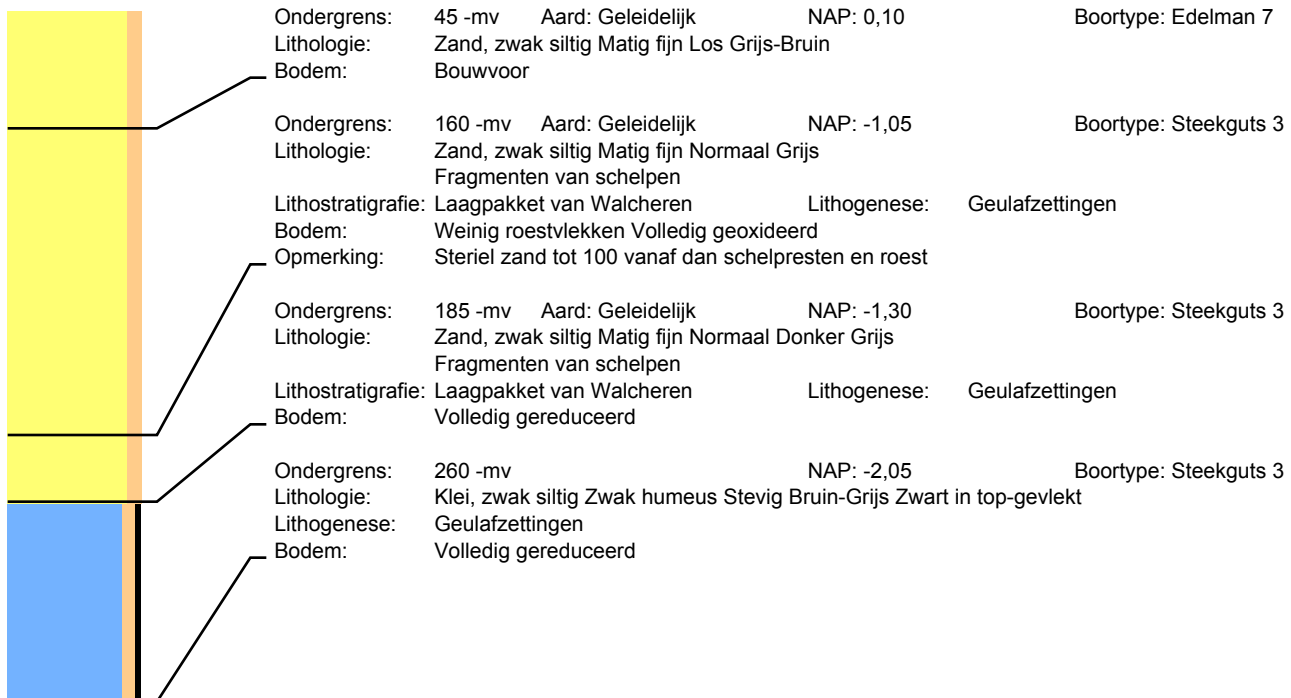 Ondergrens: 45 -mv Aard: Geleidelijk NAP: 0,10 Boortype: Edelman 7
Lithologie: Zand, zwak siltig Matig fijn Los Grijs-Bruin
Bodem: Bouwvoor
Ondergrens: 160 -mv Aard: Geleidelijk NAP: -1,05 Boortype: Steekguts 3
Lithologie: Zand, zwak siltig Matig fijn Normaal Grijs
Fragmenten van schelpen
Lithostratigrafie: Laagpakket van Walcheren Lithogenese: Geulafzettingen
Bodem: Weinig roestvlekken Volledig geoxideerd
Opmerking: Steriel zand tot 100 vanaf dan schelpresten en roest
Ondergrens: 185 -mv Aard: Geleidelijk NAP: -1,30 Boortype: Steekguts 3
Lithologie: Zand, zwak siltig Matig fijn Normaal Donker Grijs
Fragmenten van schelpen
Lithostratigrafie: Laagpakket van Walcheren Lithogenese: Geulafzettingen
Bodem: Volledig gereduceerd
Ondergrens: 260 -mv NAP: -2,05 Boortype: Steekguts 3
Lithologie: Klei, zwak siltig Zwak humeus Stevig Bruin-Grijs Zwart in top-gevlekt
Lithogenese: Geulafzettingen
Bodem: Volledig gereduceerd